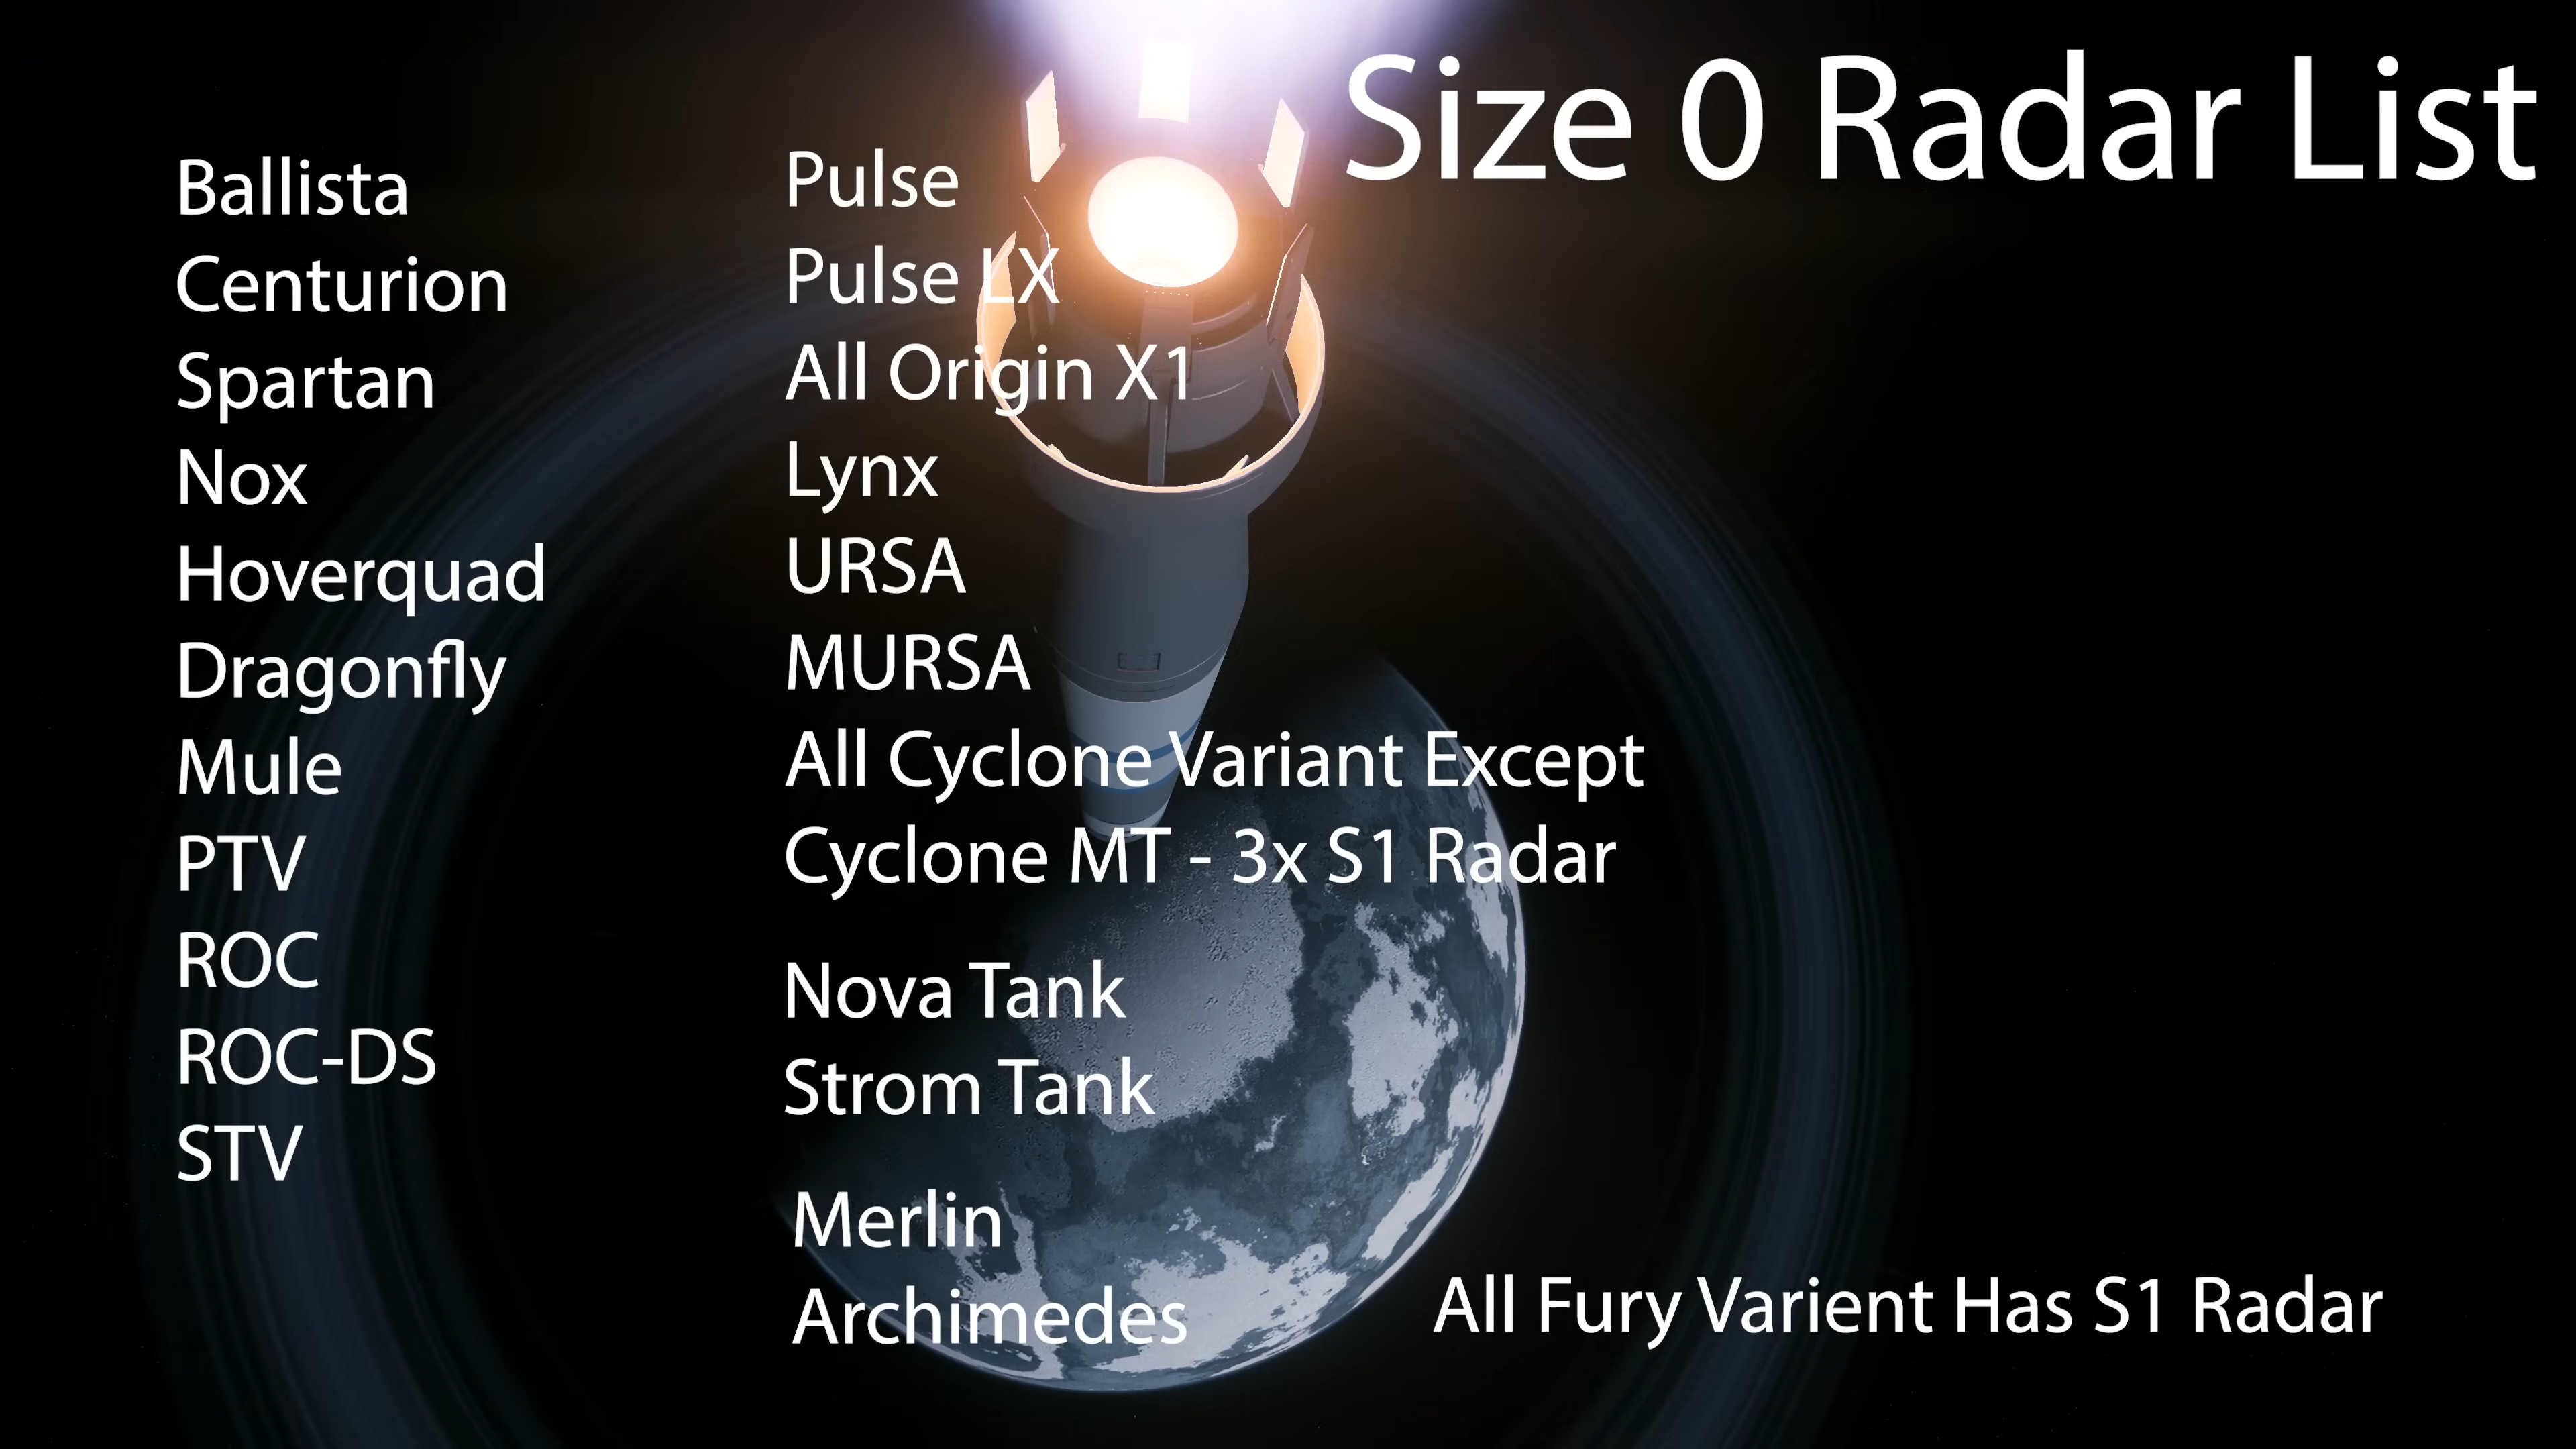 Size 0 Radar List
Ballista
Centurion
Spartan
Nox
Hoverquad
Dragonfly
Mule
PTV
ROC
ROC-DS
STV
Pulse
Pulse LX
All Origin X1
Lynx
URSA
MURSA
All Cyclone Variant Except
Cyclone MT - 3x S1 Radar
Nova Tank
Strom Tank
Merlin
Archimedes
All Fury Varient Has S1 Radar